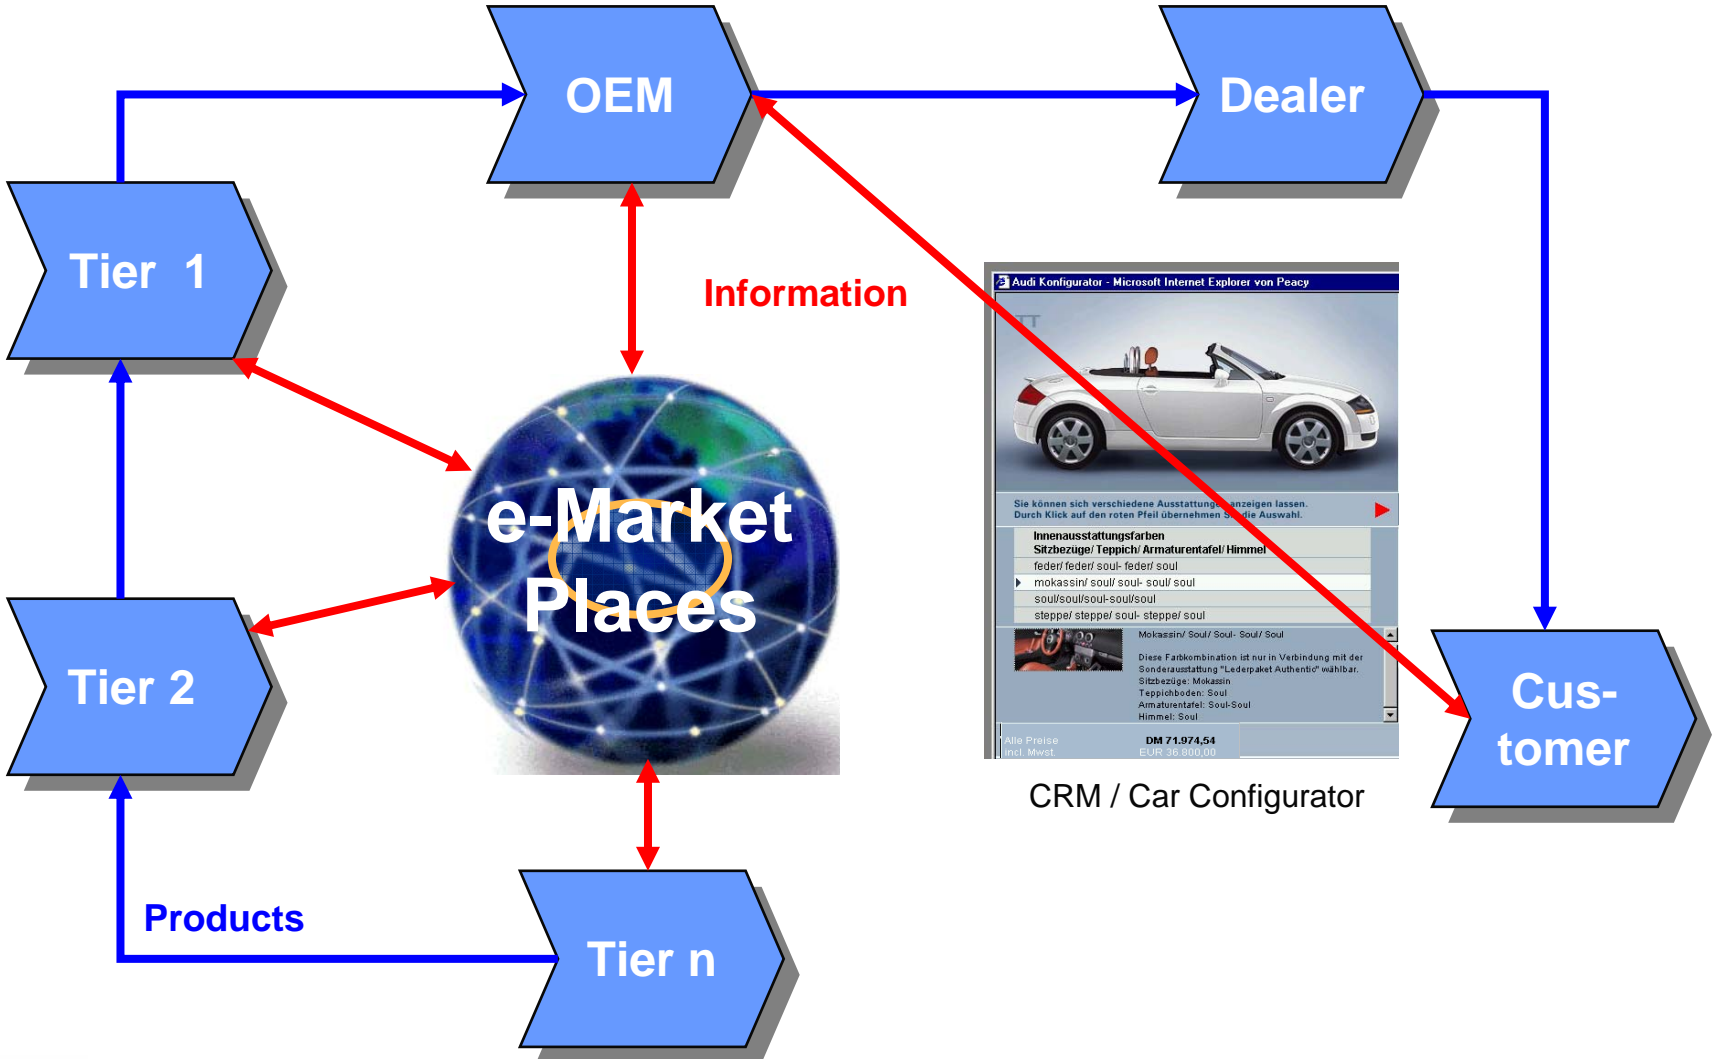 OEM
Dealer
Tier 1
Information
Audi Konfigurator - Microsoft Internet Explorer von Peacy
TT
e-Market
Places
Sie können sich verschiedene Ausstattungen anzeigen lassen.
Durch Klick auf den roten Pfeil übernehmen Sie die Auswahl.
Innenausstattungsfarben
Sitzbezüge/ Teppich/ Armaturentafel/ Himmel
feder/ feder/ soul- feder/ soul
mokassin/ soul/ soul- soul/ soul
soul/soul/soul-soul/soul
steppe/ steppe/ soul- steppe/ soul
Mokassin/ Soul/ Soul- Soul/ Soul
Diese Farbkombination ist nur in Verbindung mit der
Sonderausstattung "Lederpaket Authentic" wählbar.
Sitzbezüge: Mokassin
Teppichboden: Soul
Armaturentafel: Soul-Soul
Himmel: Soul
Alle Preise DM 71.974,54
incl. Mwst. EUR 36.800,00
Tier 2
Cus-
tomer
CRM / Car Configurator
Products
Tier n